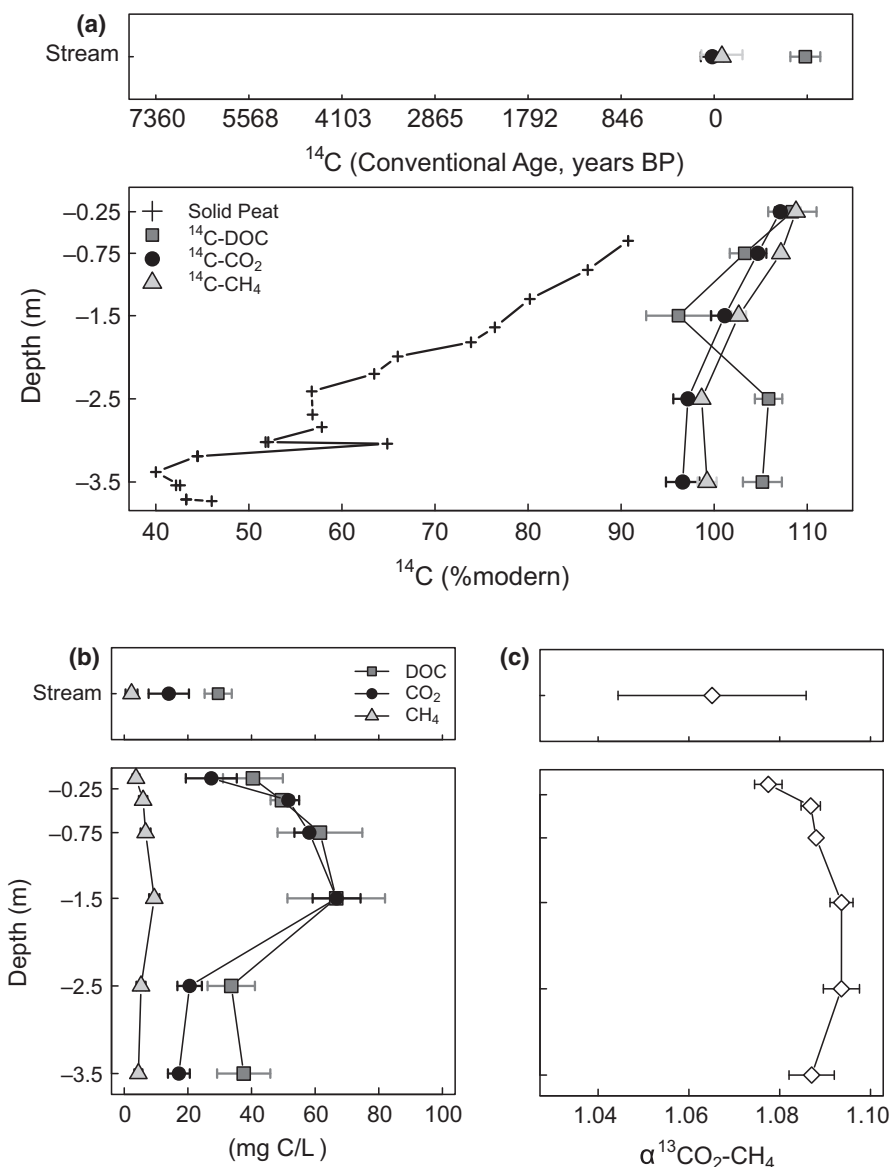 (a)
Stream
7360 5568 4103 2865 1792 846 0
¹⁴C (Conventional Age, years BP)
Solid Peat
¹⁴C-DOC
¹⁴C-CO₂
¹⁴C-CH₄
Depth (m)
–0.25
–0.75
–1.5
–2.5
–3.5
40 50 60 70 80 90 100 110
¹⁴C (%modern)
(b)
Stream
DOC
CO₂
CH₄
Depth (m)
–0.25
–0.75
–1.5
–2.5
–3.5
0 20 40 60 80 100
(mg C/L)
(c)
1.04 1.06 1.08 1.10
α¹³CO₂-CH₄